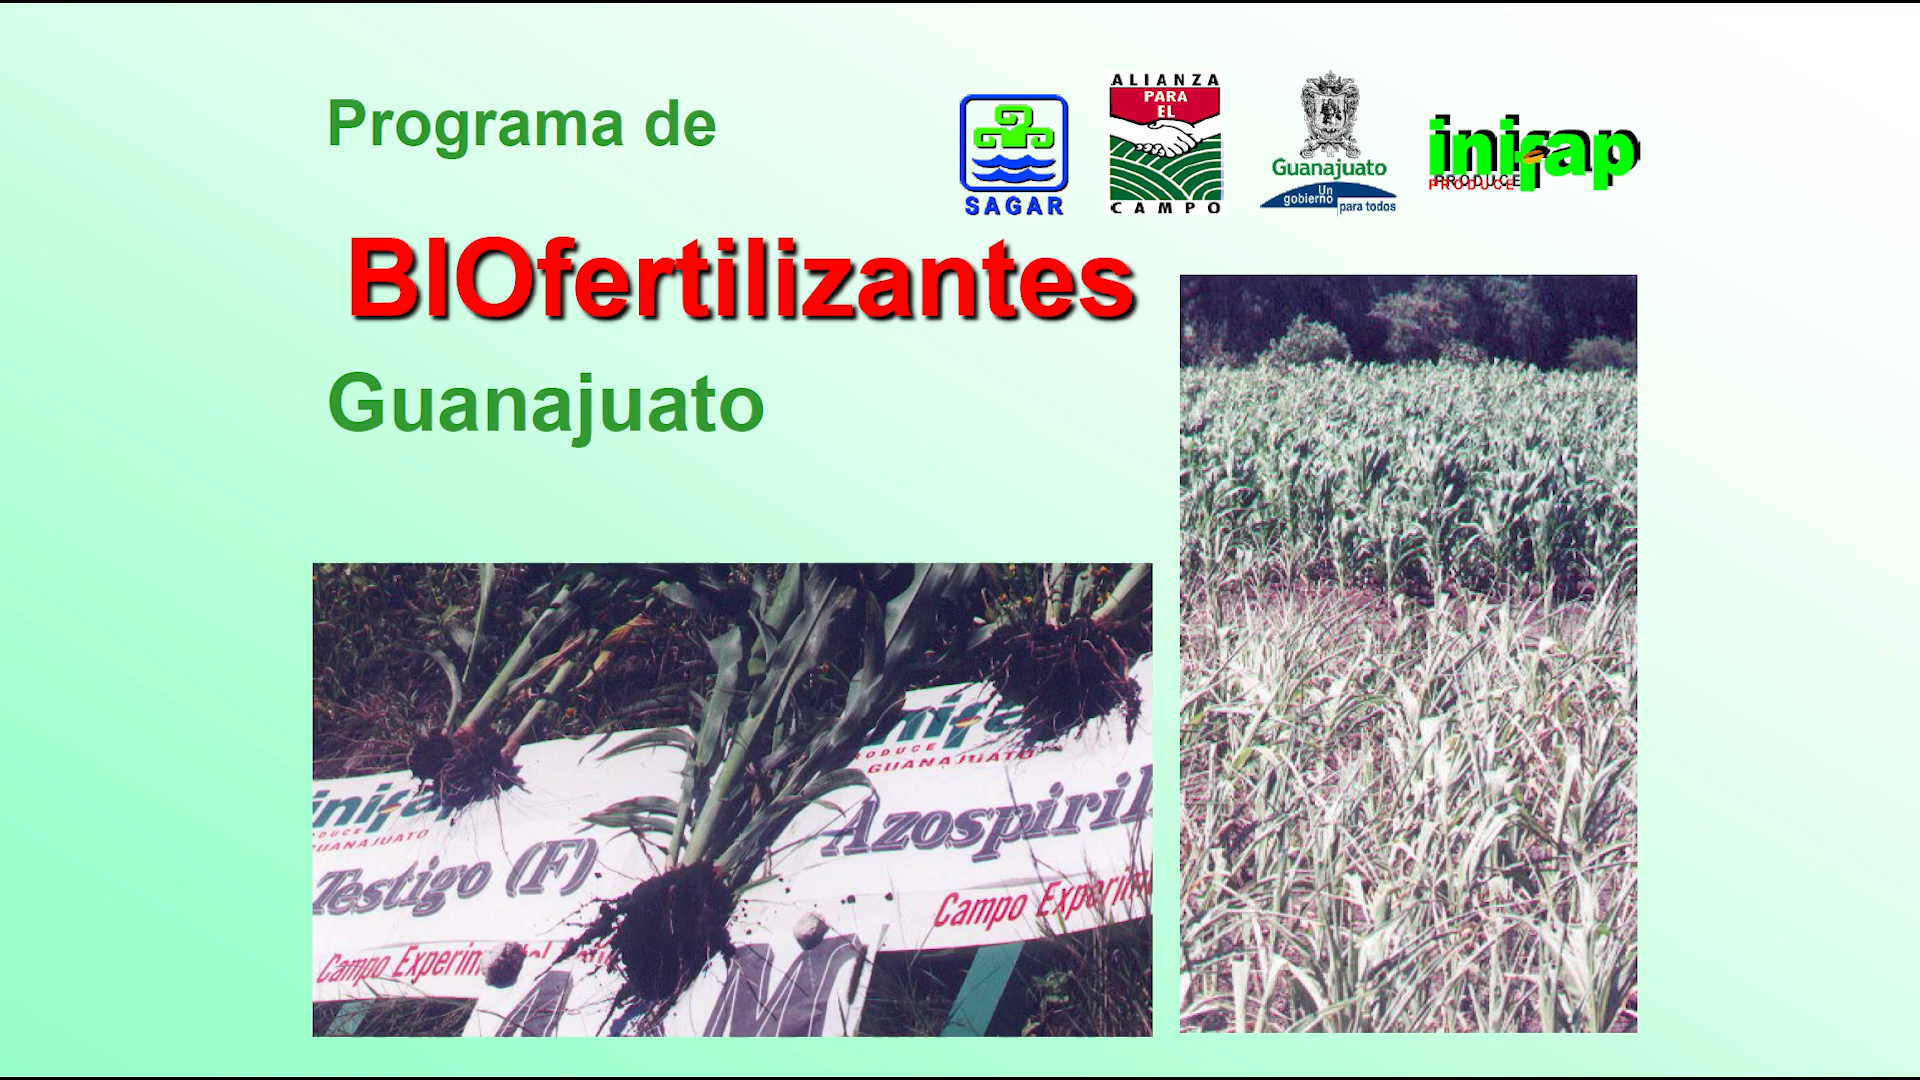 Programa de
BIOfertilizantes
Guanajuato
SAGAR
ALIANZA
PARA
EL
CAMPO
Guanajuato
Un
gobierno
para todos
inifap
PRODUCE
PRODUCE
GUANAJUATO
Testigo (F)
Azospiril
Campo Experim